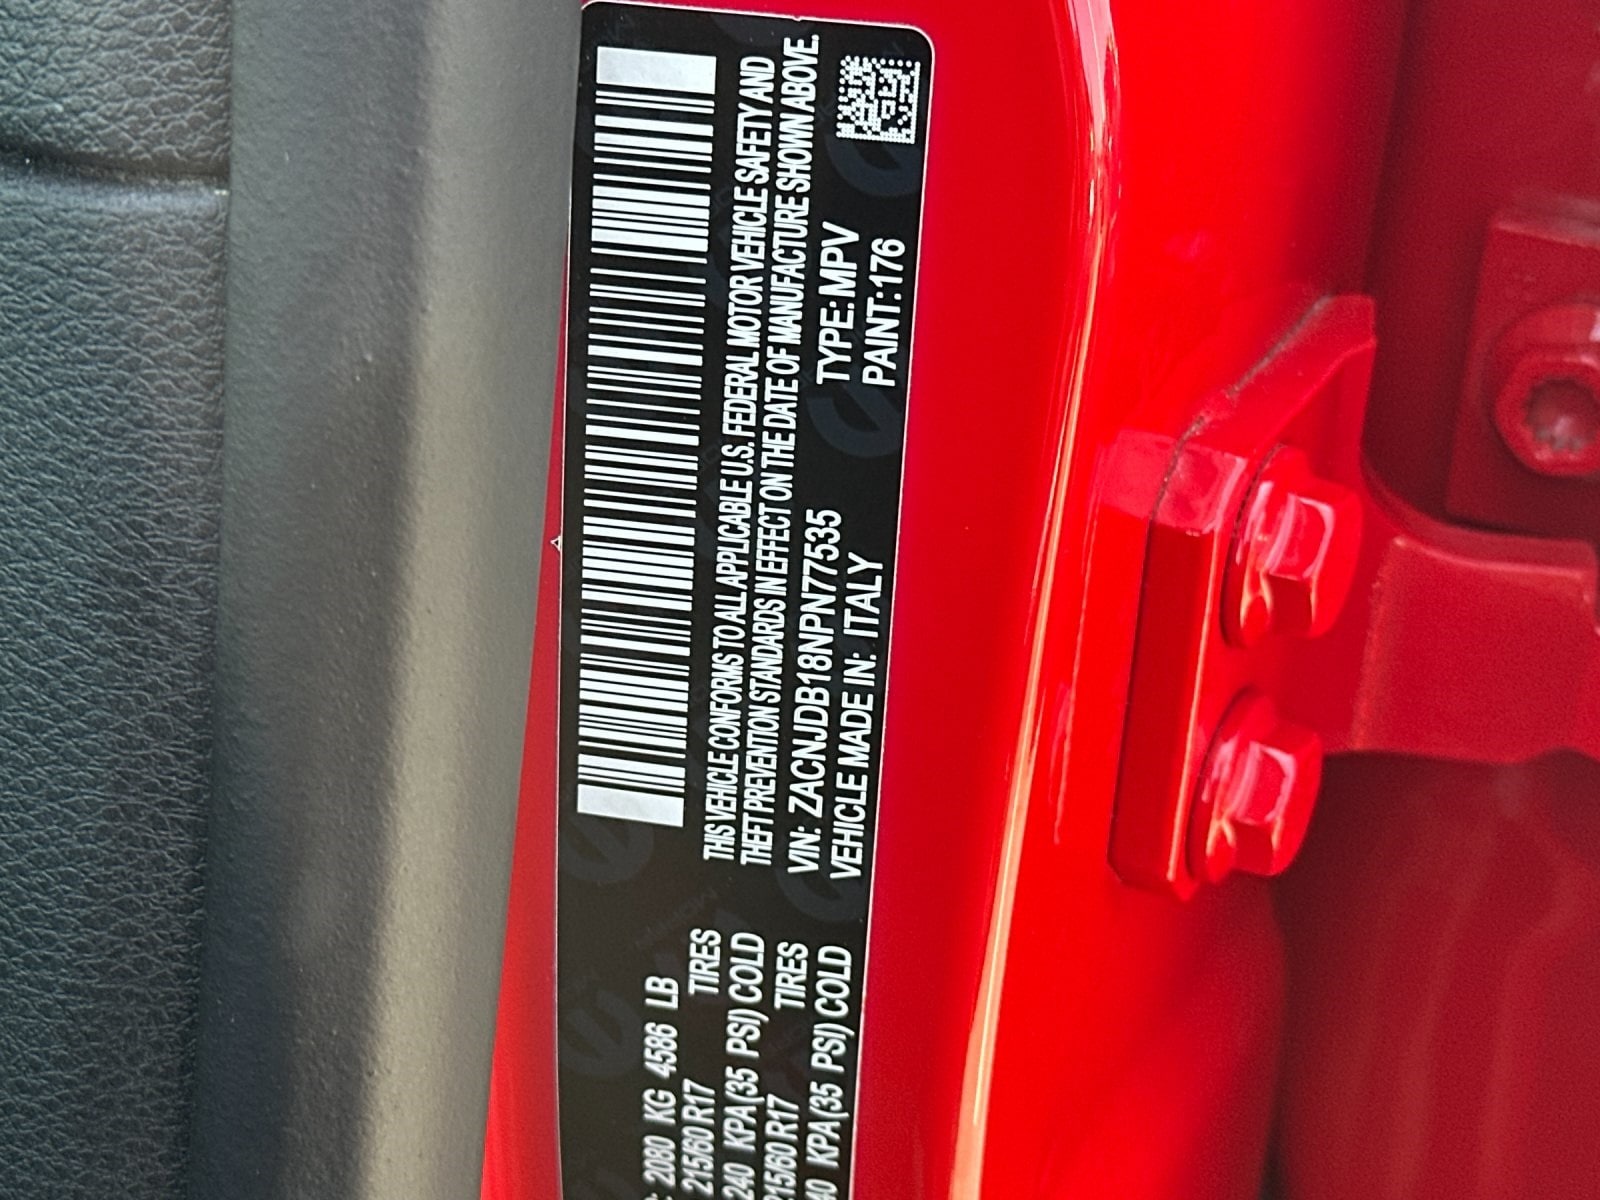 2080 KG 4586 LB
215/60 R17 TIRES
240 KPA(35 PSI) COLD
215/60 R17 TIRES
KPA(35 PSI) COLD
THIS VEHICLE CONFORMS TO ALL APPLICABLE U.S. FEDERAL MOTOR VEHICLE SAFETY AND
THEFT PREVENTION STANDARDS IN EFFECT ON THE DATE OF MANUFACTURE SHOWN ABOVE.
VIN: ZACNJDB18NPN77535 TYPE: MPV
VEHICLE MADE IN: ITALY PAINT:176